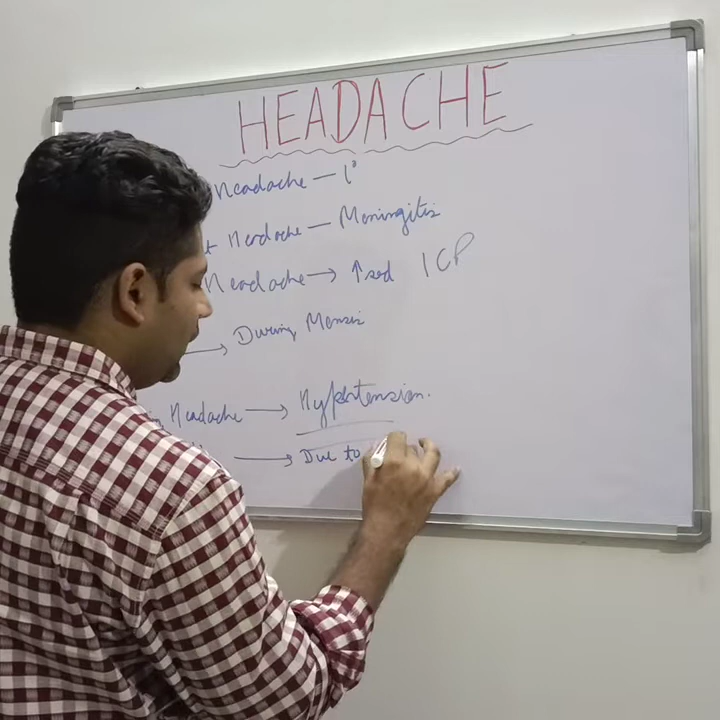 HEADACHE
Headache — 1°
Headache — Meningitis
Headache → ↑sed ICP
→ During Menses
Headache → Hypertension.
→ Due to